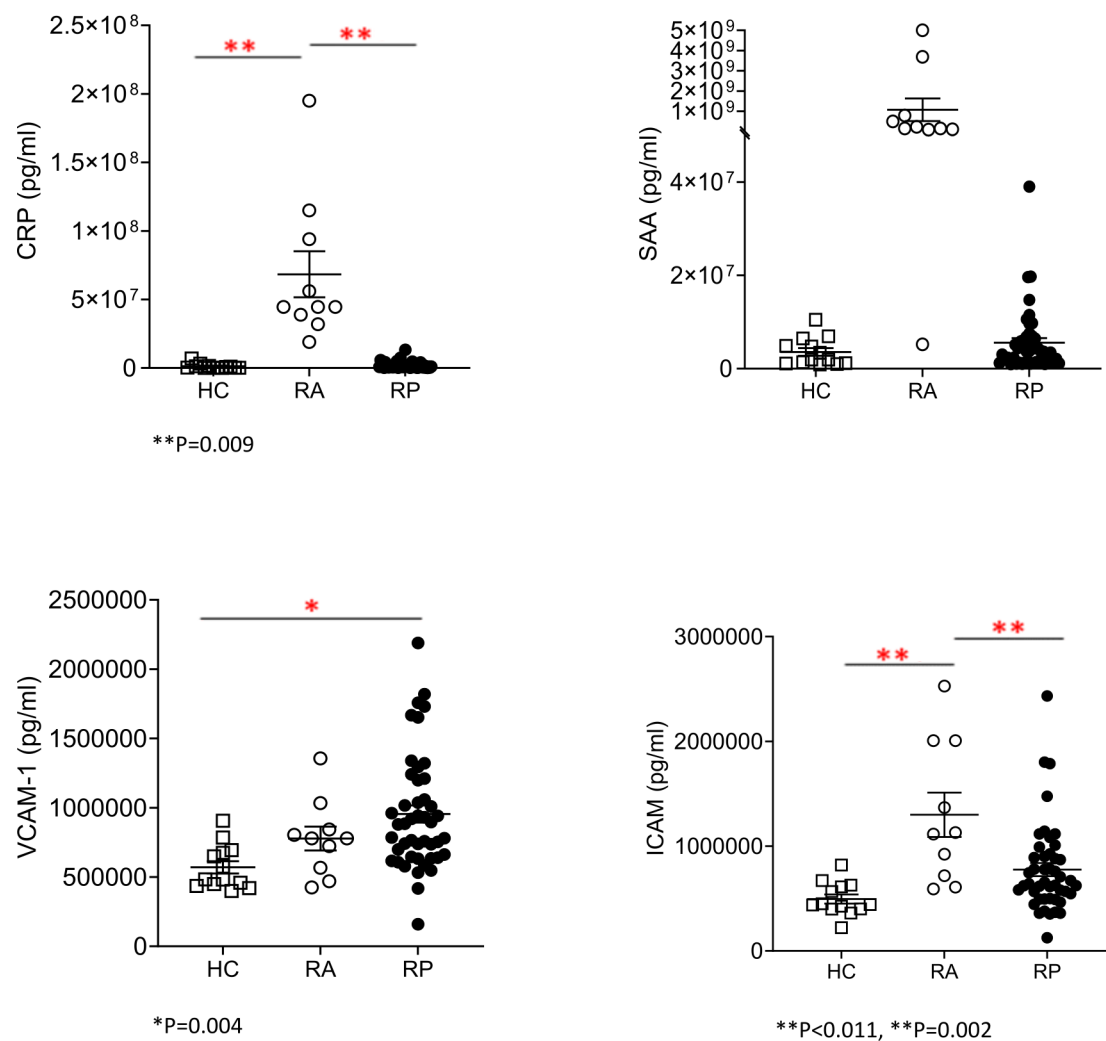 CRP (pg/ml)
2.5×10⁸
2×10⁸
1.5×10⁸
1×10⁸
5×10⁷
0
** **
HC RA RP
**P=0.009
SAA (pg/ml)
5×10⁹
4×10⁹
3×10⁹
2×10⁹
1×10⁹
4×10⁷
2×10⁷
0
HC RA RP
VCAM-1 (pg/ml)
2500000
2000000
1500000
1000000
500000
0
*
HC RA RP
*P=0.004
ICAM (pg/ml)
3000000
2000000
1000000
0
** **
HC RA RP
**P<0.011, **P=0.002